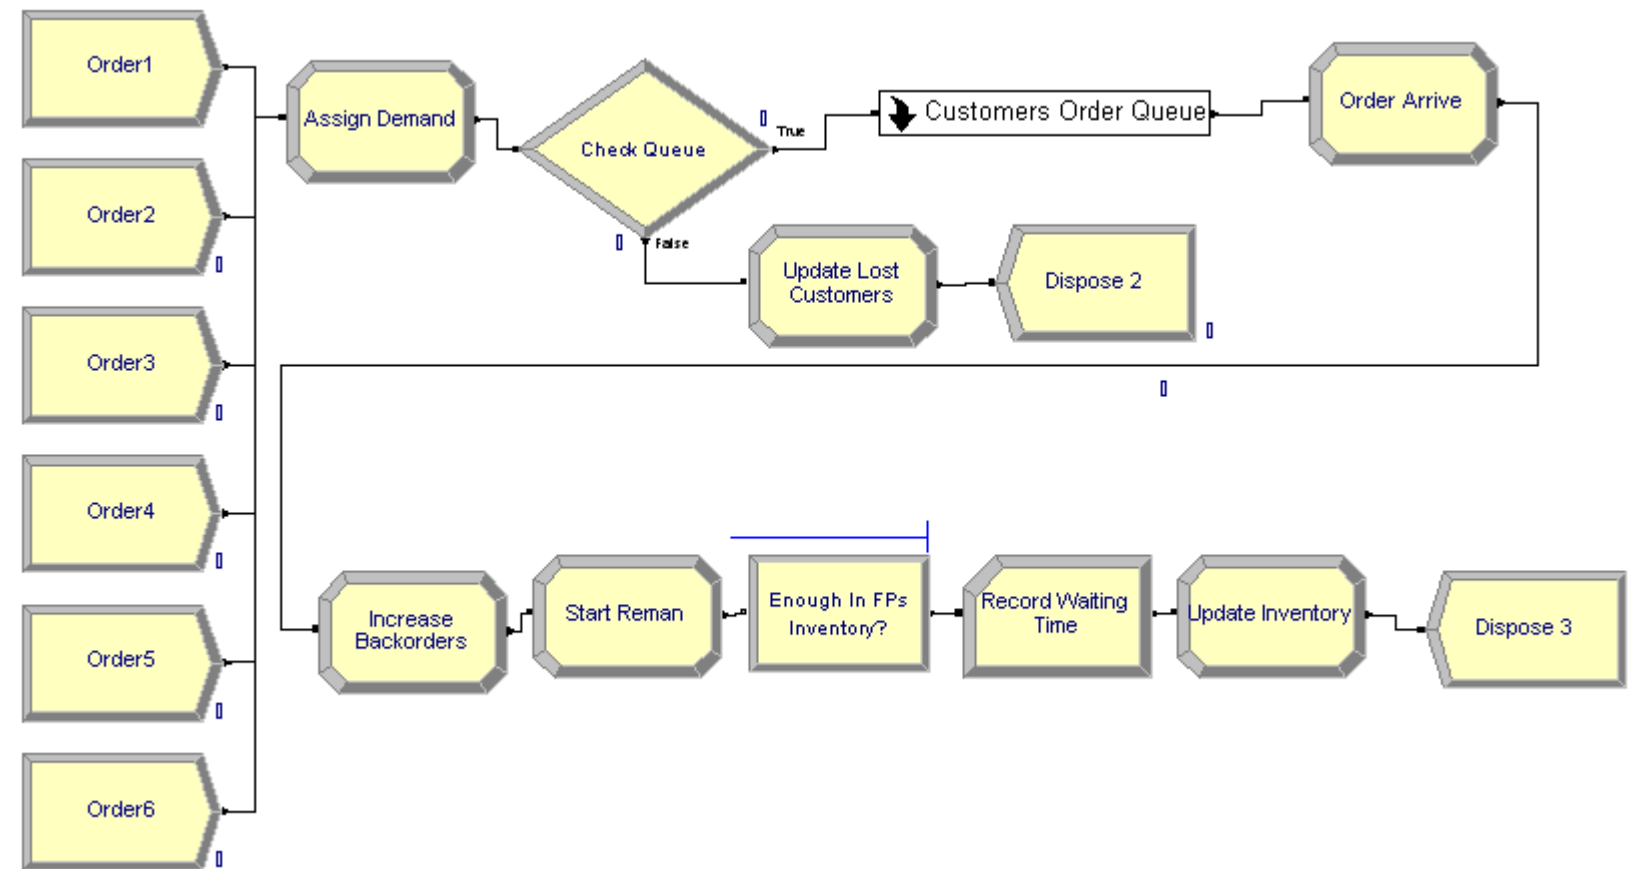 Order1
Assign Demand
Check Queue
True
Customers Order Queue
Order Arrive
Order2
False
Update Lost
Customers
Dispose 2
Order3
Order4
Order5
Increase
Backorders
Start Reman
Enough In FPs
Inventory?
Record Waiting
Time
Update Inventory
Dispose 3
Order6